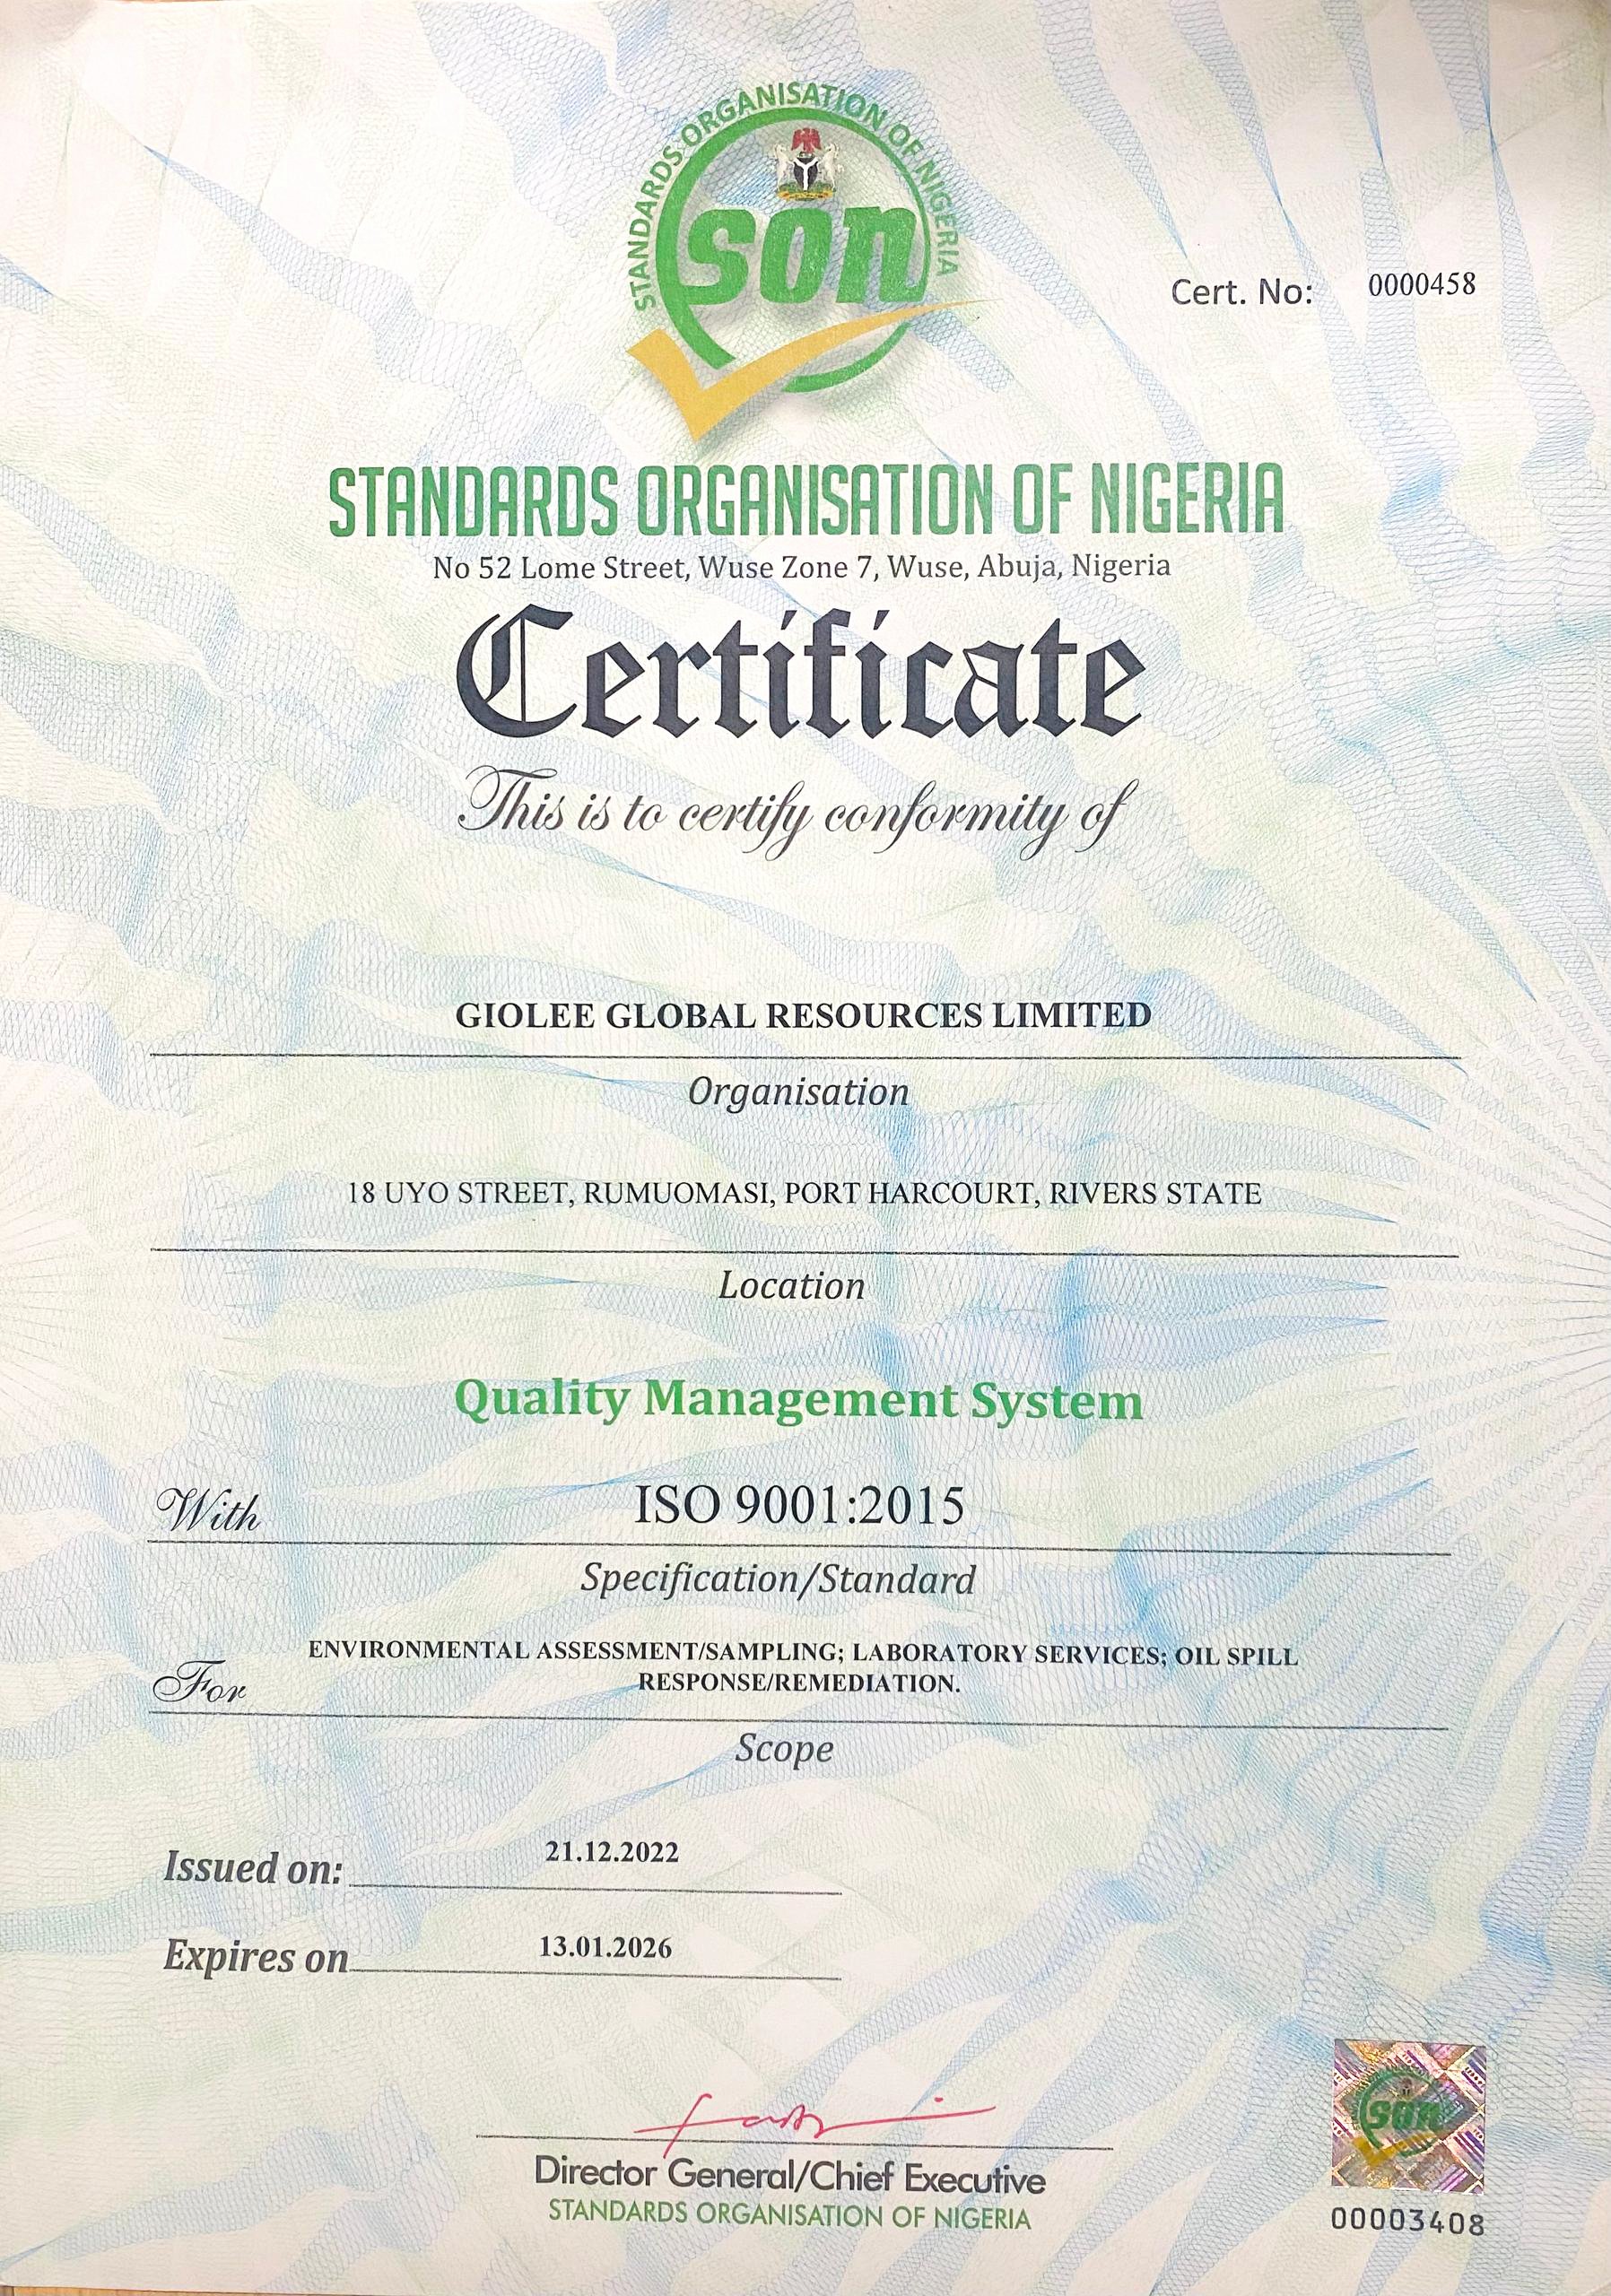 STANDARDS ORGANISATION OF NIGERIA
son
Cert. No: 0000458
STANDARDS ORGANISATION OF NIGERIA
No 52 Lome Street, Wuse Zone 7, Wuse, Abuja, Nigeria
Certificate
This is to certify conformity of
GIOLEE GLOBAL RESOURCES LIMITED
Organisation
18 UYO STREET, RUMUOMASI, PORT HARCOURT, RIVERS STATE
Location
Quality Management System
With ISO 9001:2015
Specification/Standard
ENVIRONMENTAL ASSESSMENT/SAMPLING; LABORATORY SERVICES; OIL SPILL
For RESPONSE/REMEDIATION.
Scope
Issued on: 21.12.2022
Expires on 13.01.2026
Director General/Chief Executive
STANDARDS ORGANISATION OF NIGERIA
son
00003408